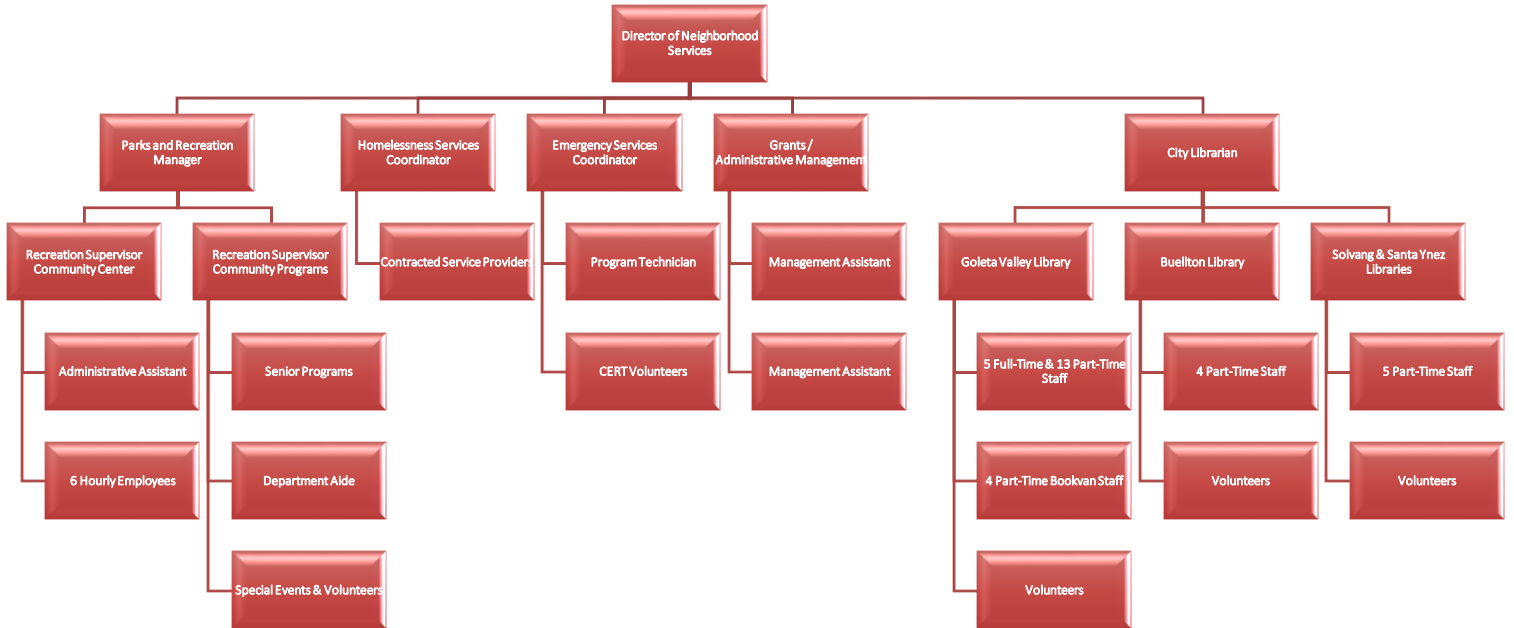 Director of Neighborhood
Services
Parks and Recreation
Manager
Homelessness Services
Coordinator
Emergency Services
Coordinator
Grants /
Administrative Management
City Librarian
Recreation Supervisor
Community Center
Recreation Supervisor
Community Programs
Contracted Service Providers
Program Technician
Management Assistant
Goleta Valley Library
Buellton Library
Solvang & Santa Ynez
Libraries
Administrative Assistant
Senior Programs
CERT Volunteers
Management Assistant
5 Full-Time & 13 Part-Time
Staff
4 Part-Time Staff
5 Part-Time Staff
6 Hourly Employees
Department Aide
4 Part-Time Bookvan Staff
Volunteers
Volunteers
Special Events & Volunteers
Volunteers